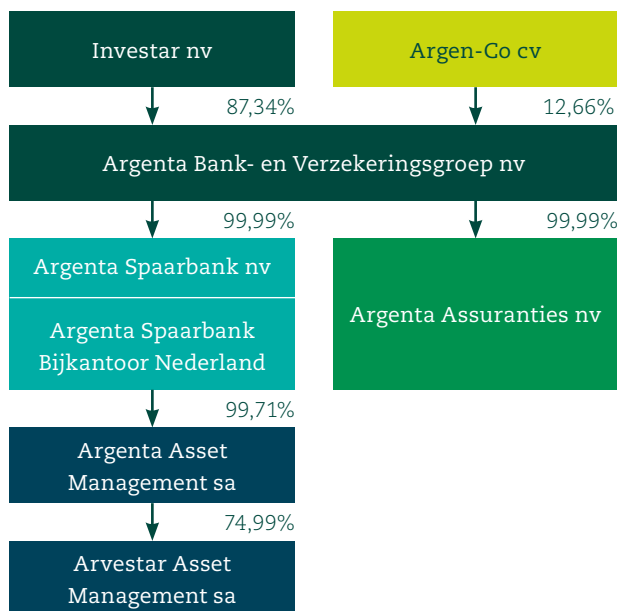 Investar nv
Argen-Co cv
87,34%
12,66%
Argenta Bank- en Verzekeringsgroep nv
99,99%
99,99%
Argenta Spaarbank nv
Argenta Spaarbank
Bijkantoor Nederland
Argenta Assuranties nv
99,71%
Argenta Asset
Management sa
74,99%
Arvestar Asset
Management sa